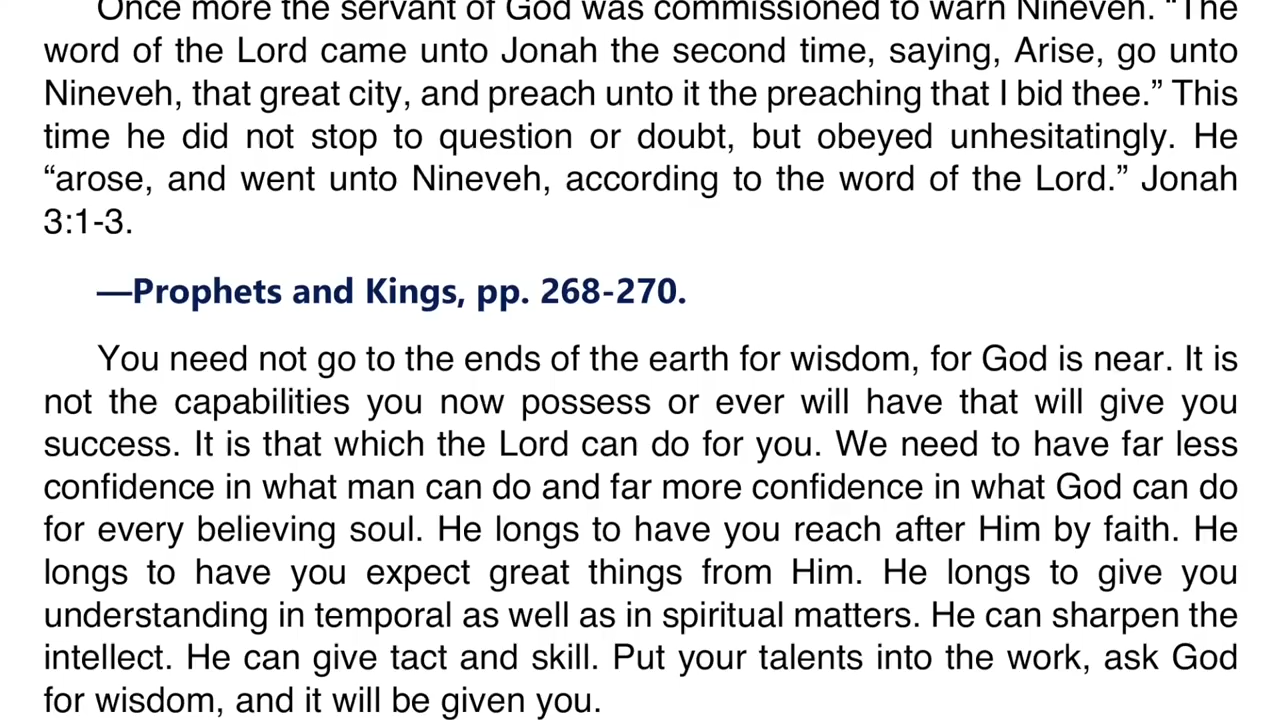 Once more the servant of God was commissioned to warn Nineveh. “The
word of the Lord came unto Jonah the second time, saying, Arise, go unto
Nineveh, that great city, and preach unto it the preaching that I bid thee.” This
time he did not stop to question or doubt, but obeyed unhesitatingly. He
“arose, and went unto Nineveh, according to the word of the Lord.” Jonah
3:1-3.
—Prophets and Kings, pp. 268-270.
You need not go to the ends of the earth for wisdom, for God is near. It is
not the capabilities you now possess or ever will have that will give you
success. It is that which the Lord can do for you. We need to have far less
confidence in what man can do and far more confidence in what God can do
for every believing soul. He longs to have you reach after Him by faith. He
longs to have you expect great things from Him. He longs to give you
understanding in temporal as well as in spiritual matters. He can sharpen the
intellect. He can give tact and skill. Put your talents into the work, ask God
for wisdom, and it will be given you.